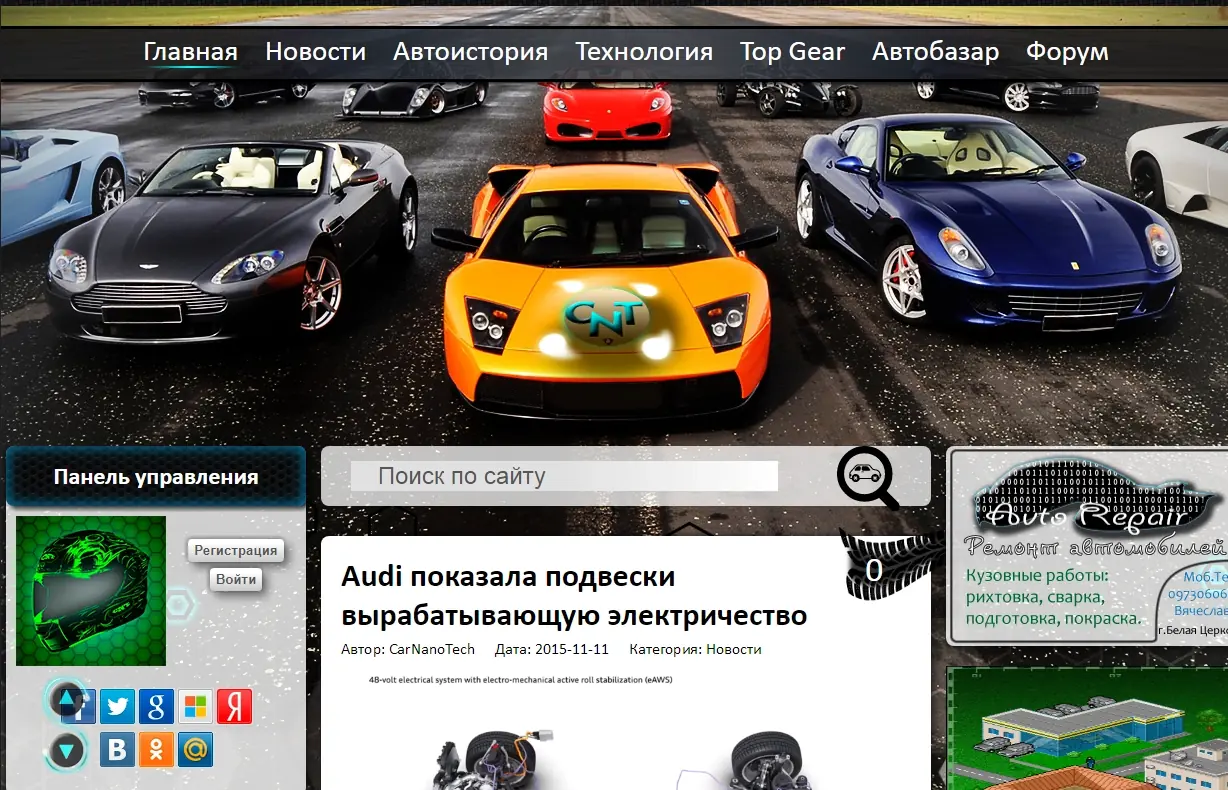 Главная Новости Автоистория Технология Top Gear Автобазар Форум
CNT
Панель управления
Регистрация
Войти
Поиск по сайту
Audi показала подвески
вырабатывающую электричество
0
Автор: CarNanoTech Дата: 2015-11-11 Категория: Новости
48-volt electrical system with electro-mechanical active roll stabilization (eAWS)
Auto Repair
Ремонт автомобилей
Кузовные работы:
рихтовка, сварка,
подготовка, покраска.
Моб.Те
09730606
Вячеслав
г.Белая Церк